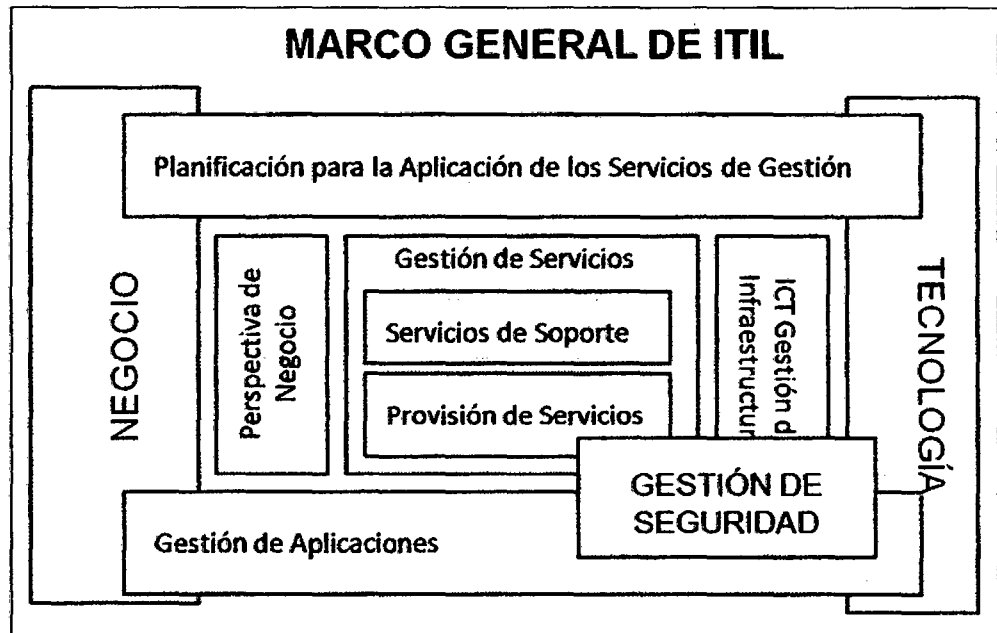 MARCO GENERAL DE ITIL
Planificación para la Aplicación de los Servicios de Gestión
NEGOCIO
Perspectiva de
Negocio
Gestión de Servicios
Servicios de Soporte
Provisión de Servicios
ICT Gestión d
Infraestructur
TECNOLOGÍA
GESTIÓN DE
SEGURIDAD
Gestión de Aplicaciones